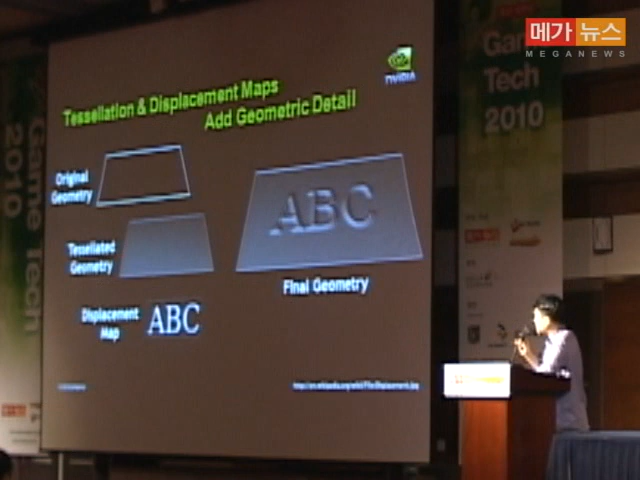 메가 뉴스
MEGANEWS
Game
Tech
2010
Game Tech
2010
NVIDIA
Tessellation & Displacement Maps
Add Geometric Detail
Original
Geometry
Tessellated
Geometry
Displacement
Map
ABC
ABC
Final Geometry